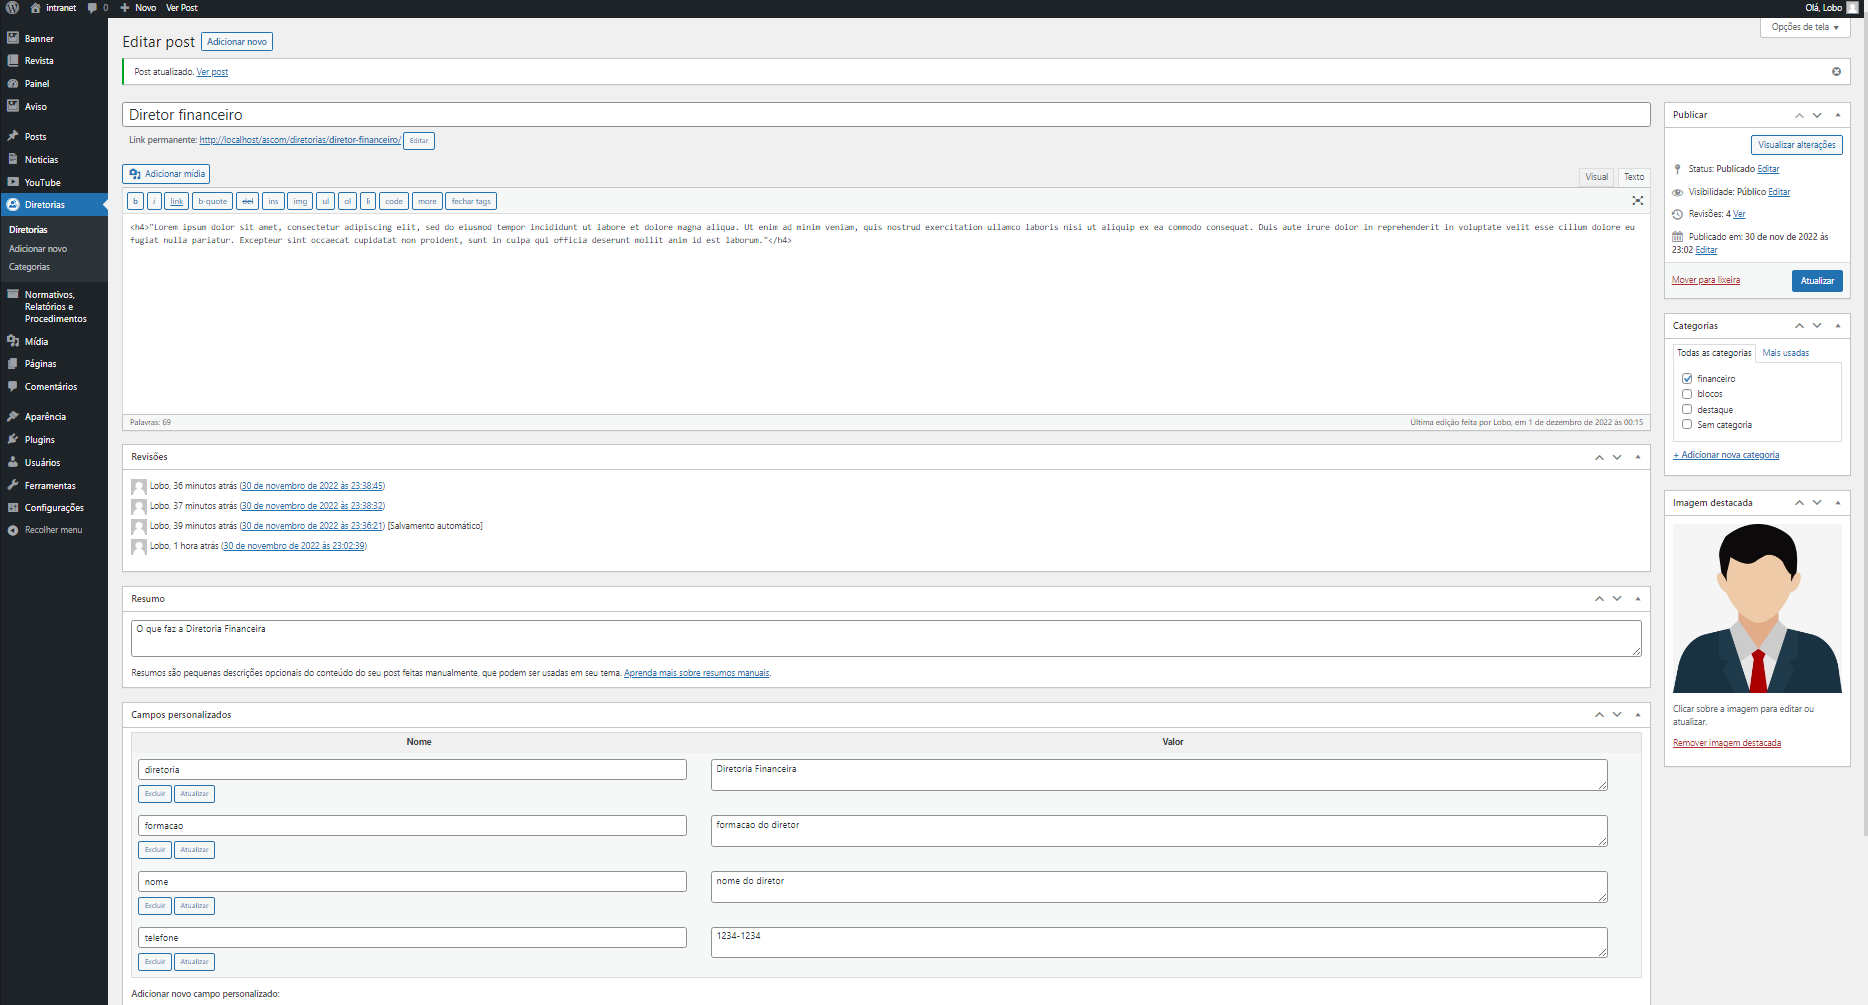 intranet 0 Novo Ver Post Olá, Lobo
Banner
Revista
Painel
Aviso
Posts
Noticias
YouTube
Diretorias
Diretorias
Adicionar novo
Categorias
Normativos,
Relatórios e
Procedimentos
Mídia
Páginas
Comentários
Aparência
Plugins
Usuários
Ferramentas
Configurações
Recolher menu
Opções de tela
Editar post Adicionar novo
Post atualizado. Ver post
Diretor financeiro
Link permanente: http://localhost/ascom/diretorias/diretor-financeiro/ Editar
Adicionar mídia Visual Texto
b i link b-quote del ins img ul ol li code more fechar tags
<h4>"Lorem ipsum dolor sit amet, consectetur adipiscing elit, sed do eiusmod tempor incididunt ut labore et dolore magna aliqua. Ut enim ad minim veniam, quis nostrud exercitation ullamco laboris nisi ut aliquip ex ea commodo consequat. Duis aute irure dolor in reprehenderit in voluptate velit esse cillum dolore eu
fugiat nulla pariatur. Excepteur sint occaecat cupidatat non proident, sunt in culpa qui officia deserunt mollit anim id est laborum."</h4>
Palavras: 69 Última edição feita por Lobo, em 1 de dezembro de 2022 às 00:15
Revisões
Lobo, 36 minutos atrás (30 de novembro de 2022 às 23:38:45)
Lobo, 37 minutos atrás (30 de novembro de 2022 às 23:38:32)
Lobo, 39 minutos atrás (30 de novembro de 2022 às 23:36:21) [Salvamento automático]
Lobo, 1 hora atrás (30 de novembro de 2022 às 23:02:39)
Resumo
O que faz a Diretoria Financeira
Resumos são pequenas descrições opcionais do conteúdo do seu post feitas manualmente, que podem ser usadas em seu tema. Aprenda mais sobre resumos manuais.
Campos personalizados
Nome Valor
diretoria Diretoria Financeira
Excluir Atualizar
formacao formacao do diretor
Excluir Atualizar
nome nome do diretor
Excluir Atualizar
telefone 1234-1234
Excluir Atualizar
Adicionar novo campo personalizado:
Publicar
Visualizar alterações
Status: Publicado Editar
Visibilidade: Público Editar
Revisões: 4 Ver
Publicado em: 30 de nov de 2022 às
23:02 Editar
Mover para lixeira Atualizar
Categorias
Todas as categorias Mais usadas
financeiro
blocos
destaque
Sem categoria
+ Adicionar nova categoria
Imagem destacada
Clicar sobre a imagem para editar ou
atualizar.
Remover imagem destacada